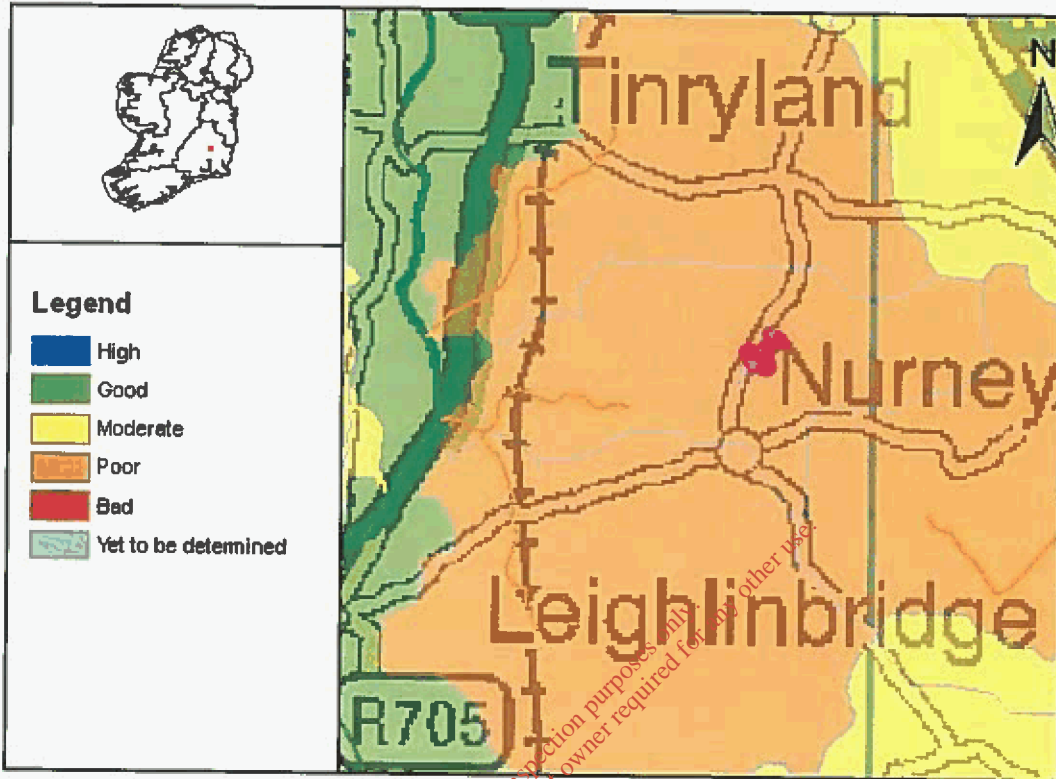 Legend
High
Good
Moderate
Poor
Bad
Yet to be determined
N
Tinryland
Nurney
Leighlinbridge
R705
spection purposes only.
owner required for any other use.